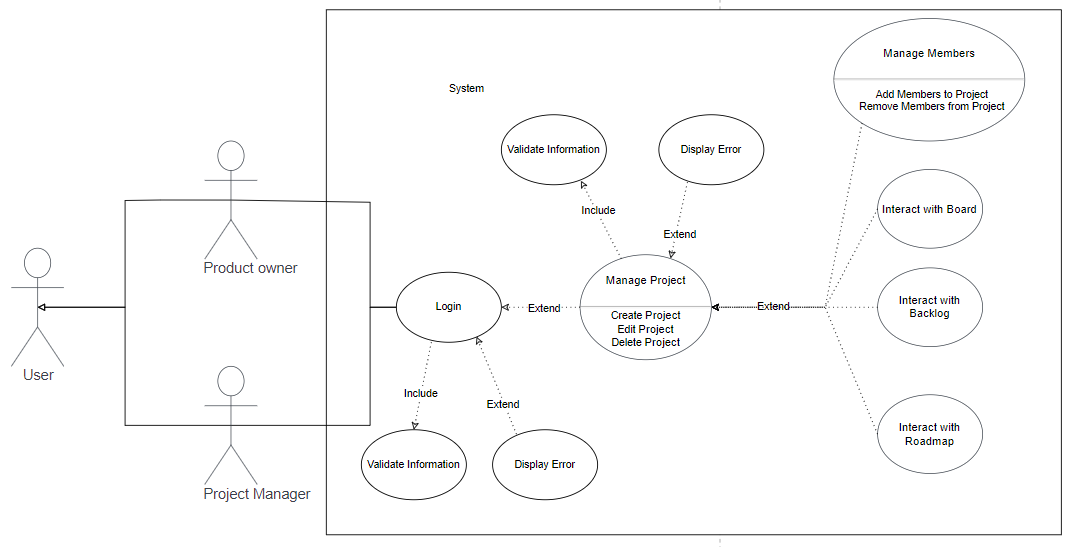 System
Manage Members
Add Members to Project
Remove Members from Project
Validate Information
Display Error
Include
Extend
Interact with Board
Product owner
User
Login
Extend
Manage Project
Create Project
Edit Project
Delete Project
Extend
Interact with
Backlog
Include
Extend
Interact with
Roadmap
Validate Information
Display Error
Project Manager